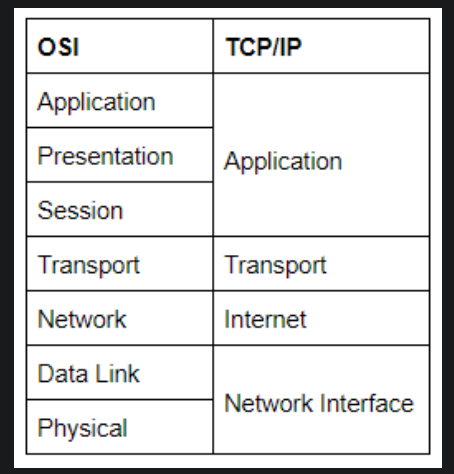 OSI TCP/IP
Application
Presentation Application
Session
Transport Transport
Network Internet
Data Link
Network Interface
Physical